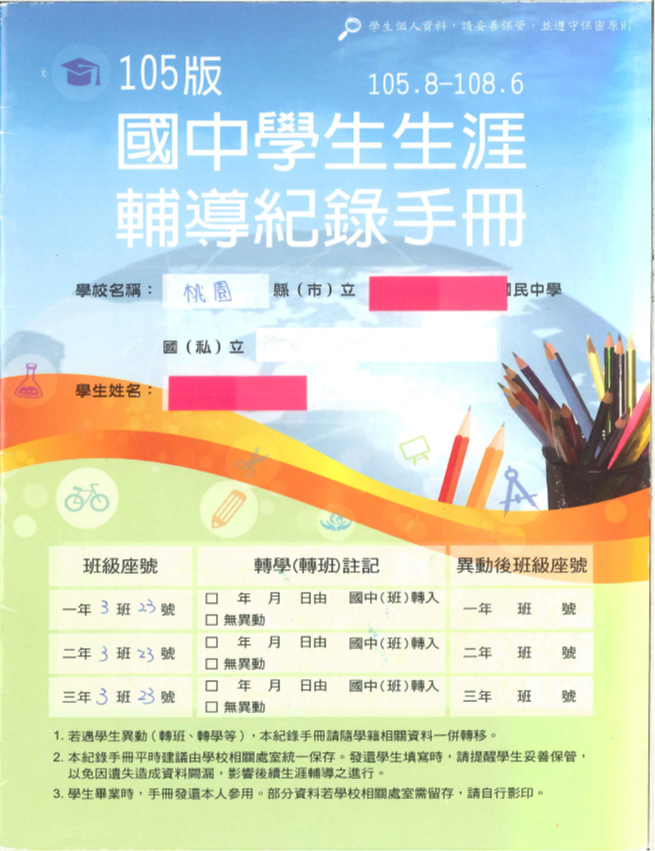 學生個人資料，請妥善保管，並遵守保密原則
105版
105.8-108.6
國中學生生涯
輔導紀錄手冊
學校名稱： 桃園 縣（市）立 國民中學
國（私）立
學生姓名：
班級座號 轉學(轉班)註記 異動後班級座號
一年 3 班 23 號 □ 年 月 日由 國中(班)轉入 一年 班 號
□ 無異動
二年 3 班 23 號 □ 年 月 日由 國中(班)轉入 二年 班 號
□ 無異動
三年 3 班 23 號 □ 年 月 日由 國中(班)轉入 三年 班 號
□ 無異動
1. 若遇學生異動（轉班、轉學等），本紀錄手冊請隨學籍相關資料一併轉移。
2. 本紀錄手冊平時建議由學校相關處室統一保存。發還學生填寫時，請提醒學生妥善保管，
以免因遺失造成資料闕漏，影響後續生涯輔導之進行。
3. 學生畢業時，手冊發還本人參用。部分資料若學校相關處室需留存，請自行影印。